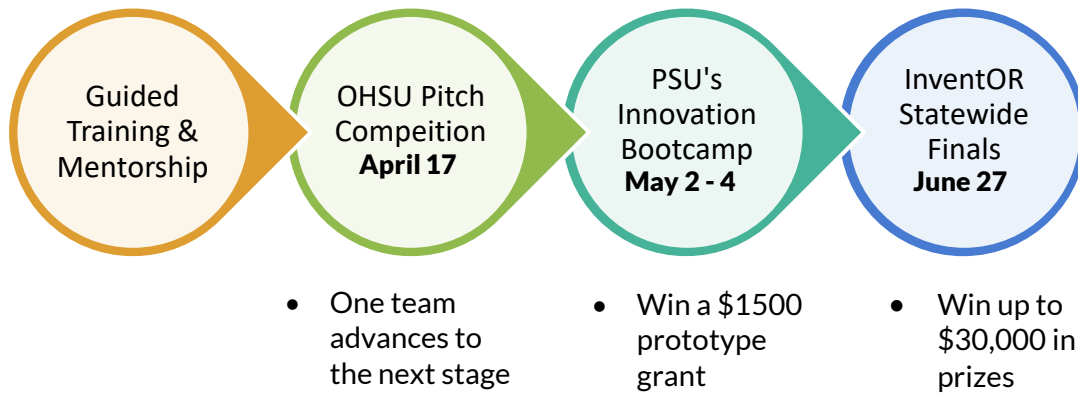 Guided
Training &
Mentorship
OHSU Pitch
Compeition
April 17
PSU's
Innovation
Bootcamp
May 2 - 4
InventOR
Statewide
Finals
June 27
• One team
advances to
the next stage
• Win a $1500
prototype
grant
• Win up to
$30,000 in
prizes